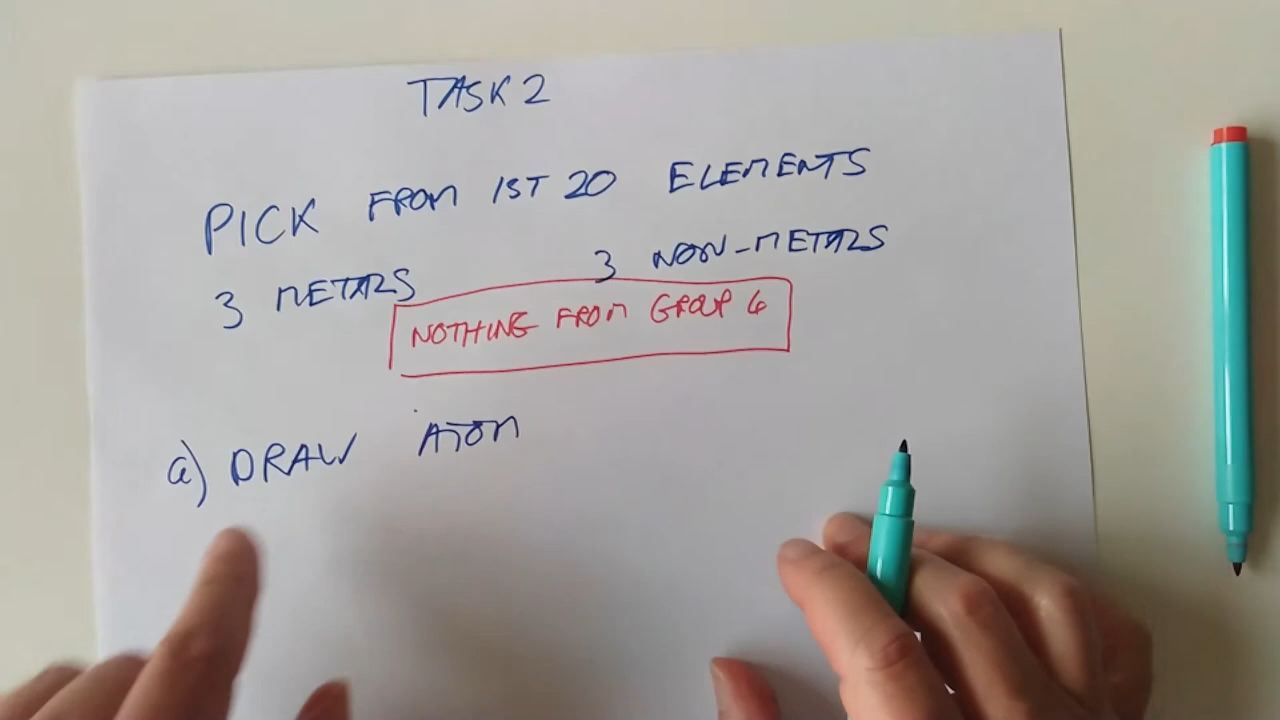 TASK 2
PICK FROM 1ST 20 ELEMENTS
3 METALS 3 NON-METALS
NOTHING FROM GROUP 6
a) DRAW ATOM